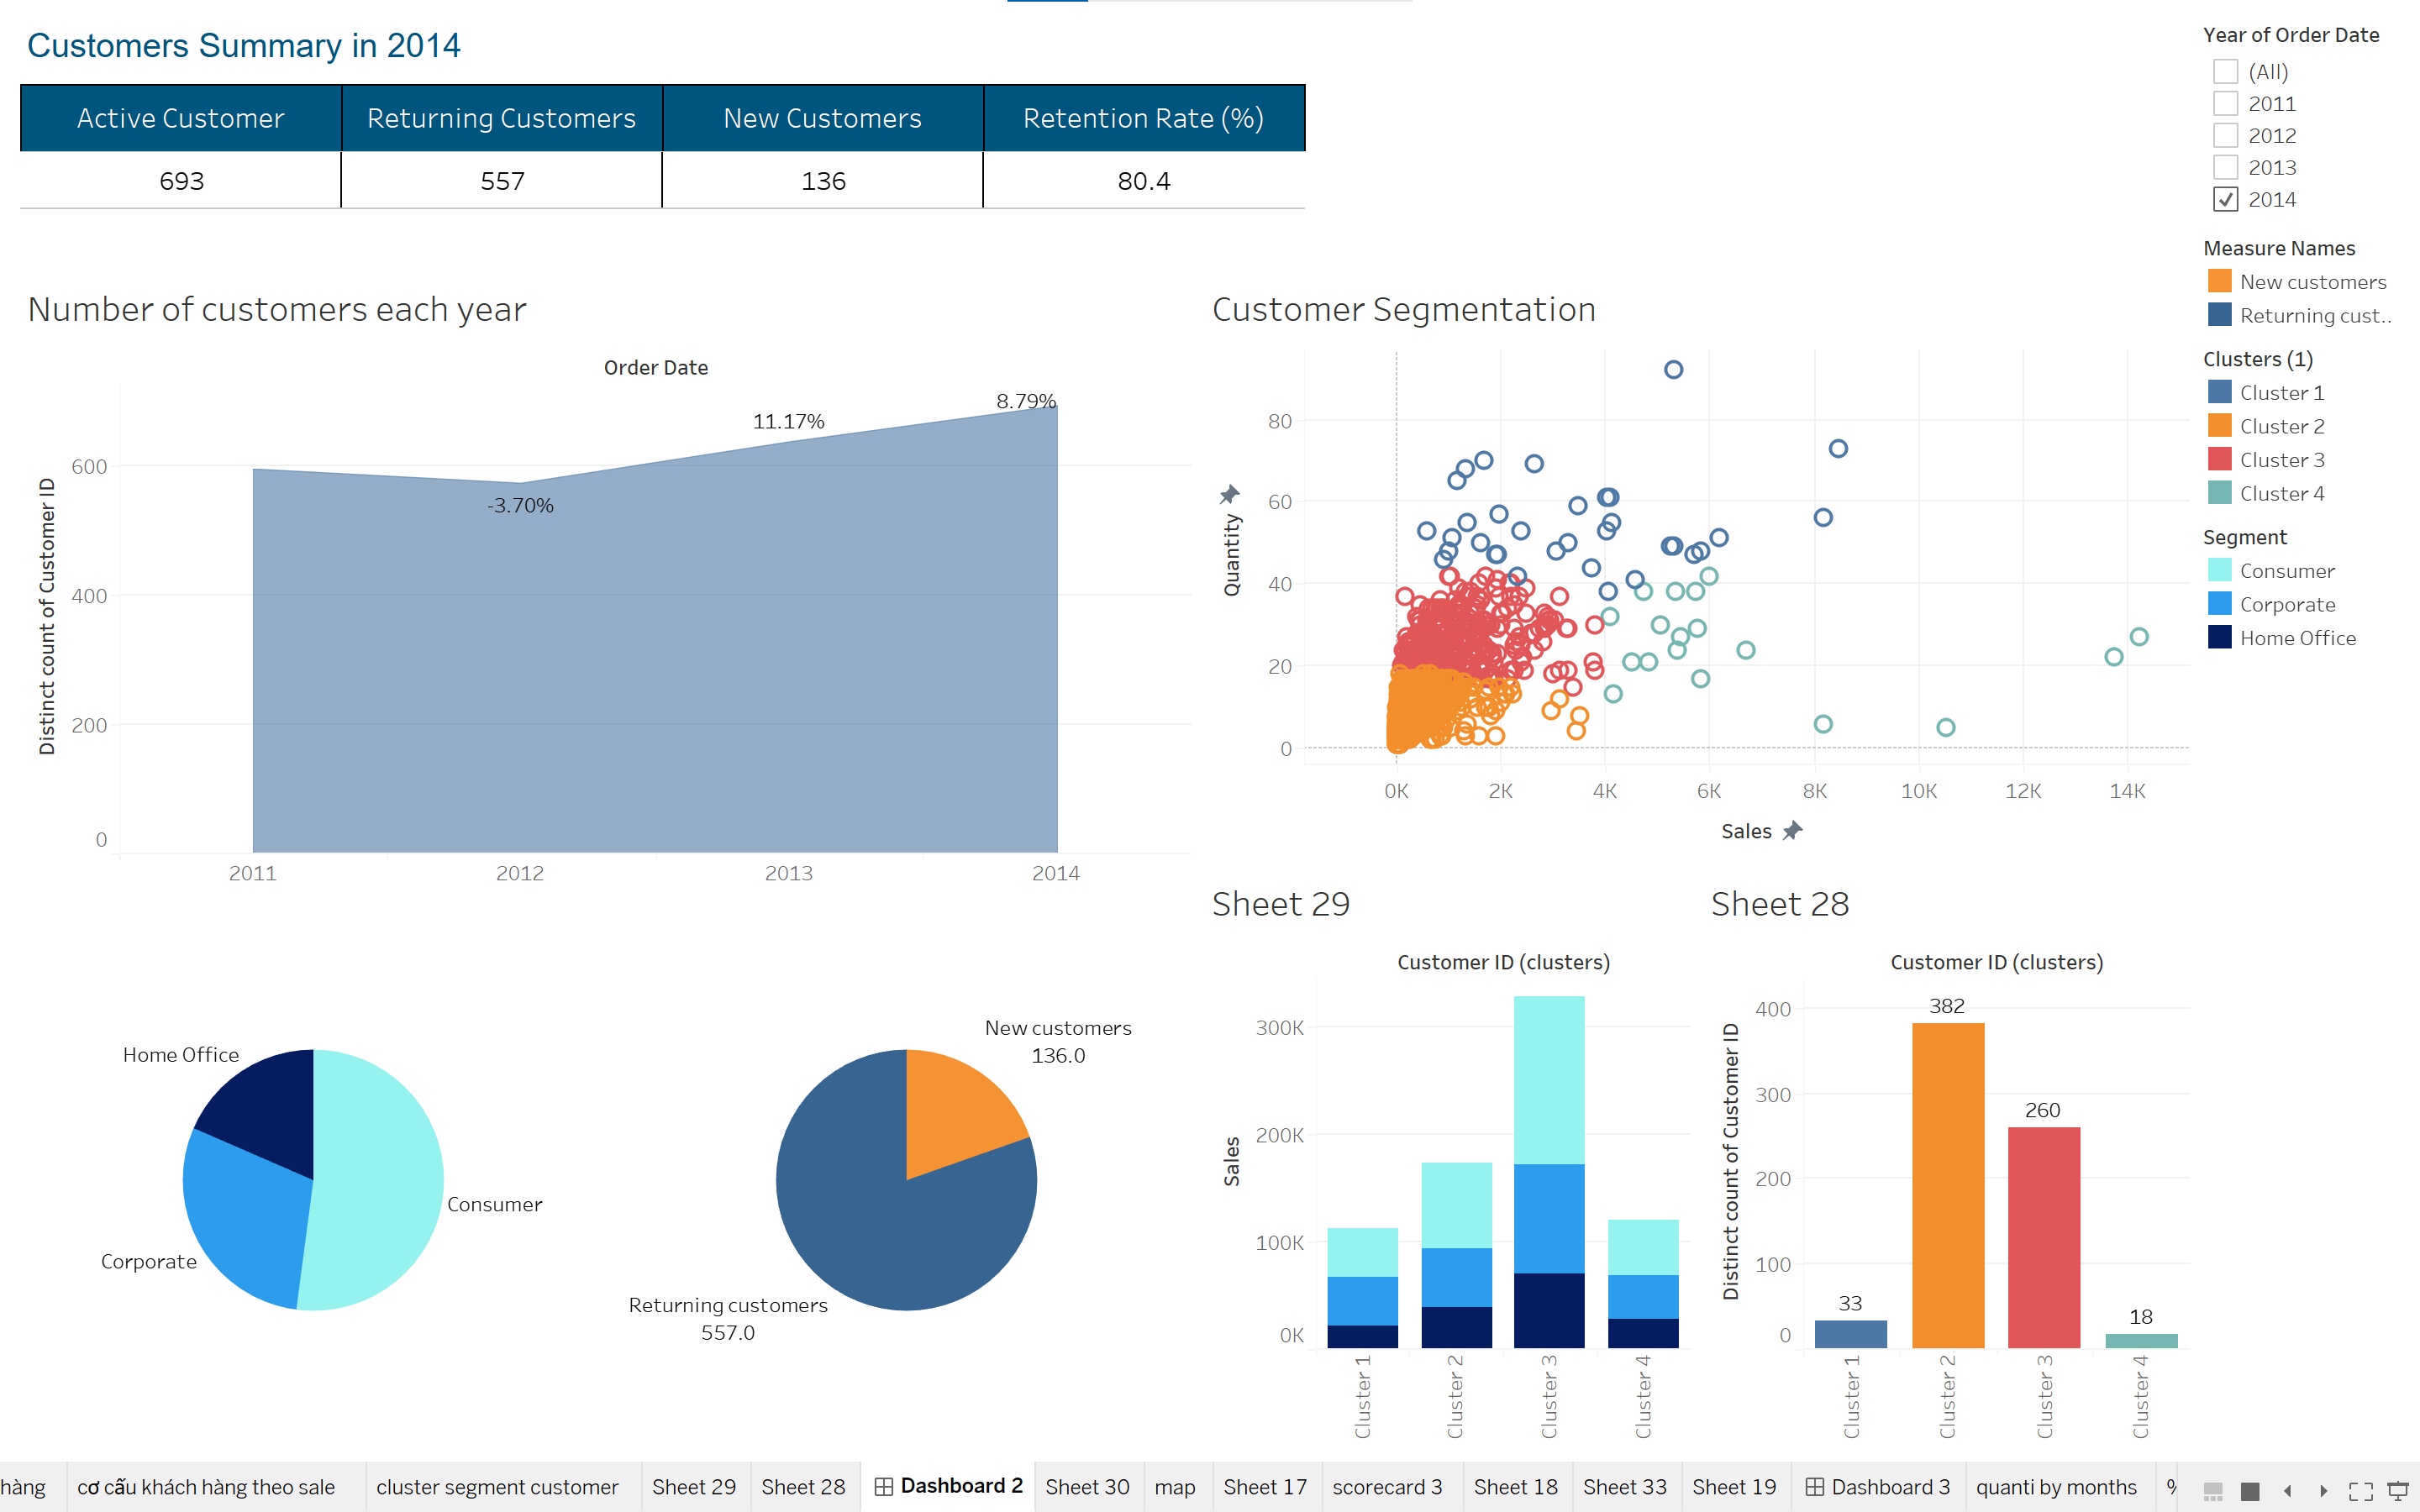 Customers Summary in 2014
Active Customer Returning Customers New Customers Retention Rate (%)
693 557 136 80.4
Number of customers each year
Order Date
Distinct count of Customer ID
600
400
200
0
-3.70%
11.17%
8.79%
2011 2012 2013 2014
Customer Segmentation
Quantity
80
60
40
20
0
0K 2K 4K 6K 8K 10K 12K 14K
Sales
Year of Order Date
(All)
2011
2012
2013
2014
Measure Names
New customers
Returning cust..
Clusters (1)
Cluster 1
Cluster 2
Cluster 3
Cluster 4
Segment
Consumer
Corporate
Home Office
Home Office
Consumer
Corporate
New customers
136.0
Returning customers
557.0
Sheet 29
Customer ID (clusters)
Sales
300K
200K
100K
0K
Cluster 1
Cluster 2
Cluster 3
Cluster 4
Sheet 28
Customer ID (clusters)
Distinct count of Customer ID
400
300
200
100
0
33
382
260
18
Cluster 1
Cluster 2
Cluster 3
Cluster 4
hàng cơ cấu khách hàng theo sale cluster segment customer Sheet 29 Sheet 28 Dashboard 2 Sheet 30 map Sheet 17 scorecard 3 Sheet 18 Sheet 33 Sheet 19 Dashboard 3 quanti by months